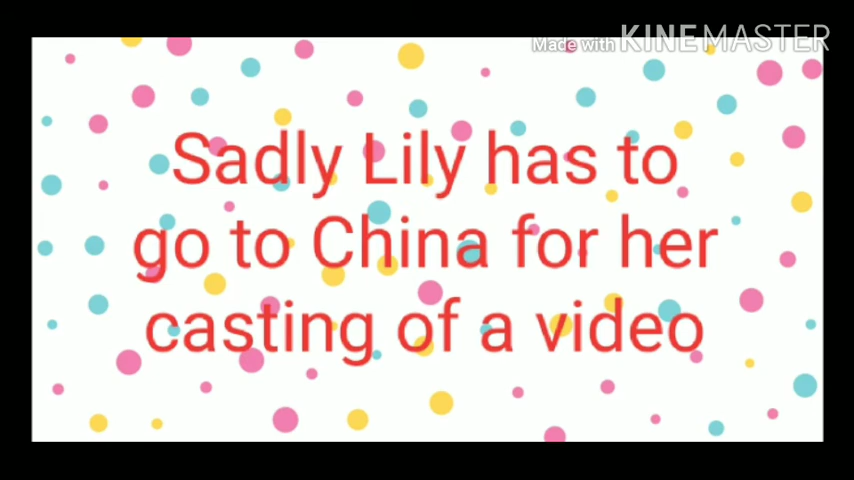 Made with KINEMASTER
Sadly Lily has to
go to China for her
casting of a video